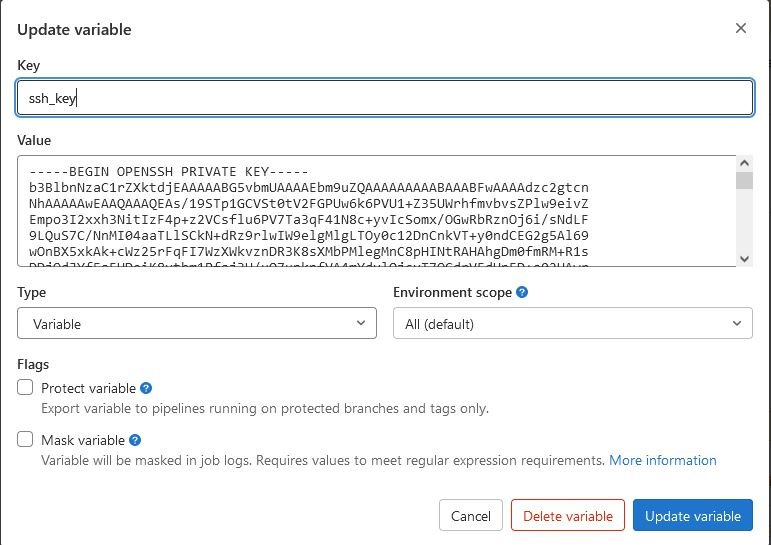 Update variable
Key
ssh_key
Value
-----BEGIN OPENSSH PRIVATE KEY-----
b3BlbnNzaC1rZXktdjEAAAAABG5vbmUAAAAEbm9uZQAAAAAAAAABAAABFwAAAAdzc2gtcn
NhAAAAAwEAAQAAAQEAs/19STp1GCVSt0tV2FGPUw6k6PVU1+Z35UWrhfmvbvsZPlw9eivZ
Empo3I2xxh3NitIzF4p+z2VCsflu6PV7Ta3qF41N8c+yvIcSomx/OGwRbRznOj6i/sNdLF
9LQuS7C/NnMI04aaTLlSCkN+dRz9rlwIW9elgMlgLTOy0c12DnCnkVT+y0ndCEG2g5Al69
wOnBX5xkAk+cWz25rFqFI7WzXWkvznDR3K8sXMbPMlegMnC8pHINtRAHAhgDm0fmRM+R1s
Type
Environment scope
Variable
All (default)
Flags
Protect variable
Export variable to pipelines running on protected branches and tags only.
Mask variable
Variable will be masked in job logs. Requires values to meet regular expression requirements. More information
Cancel
Delete variable
Update variable